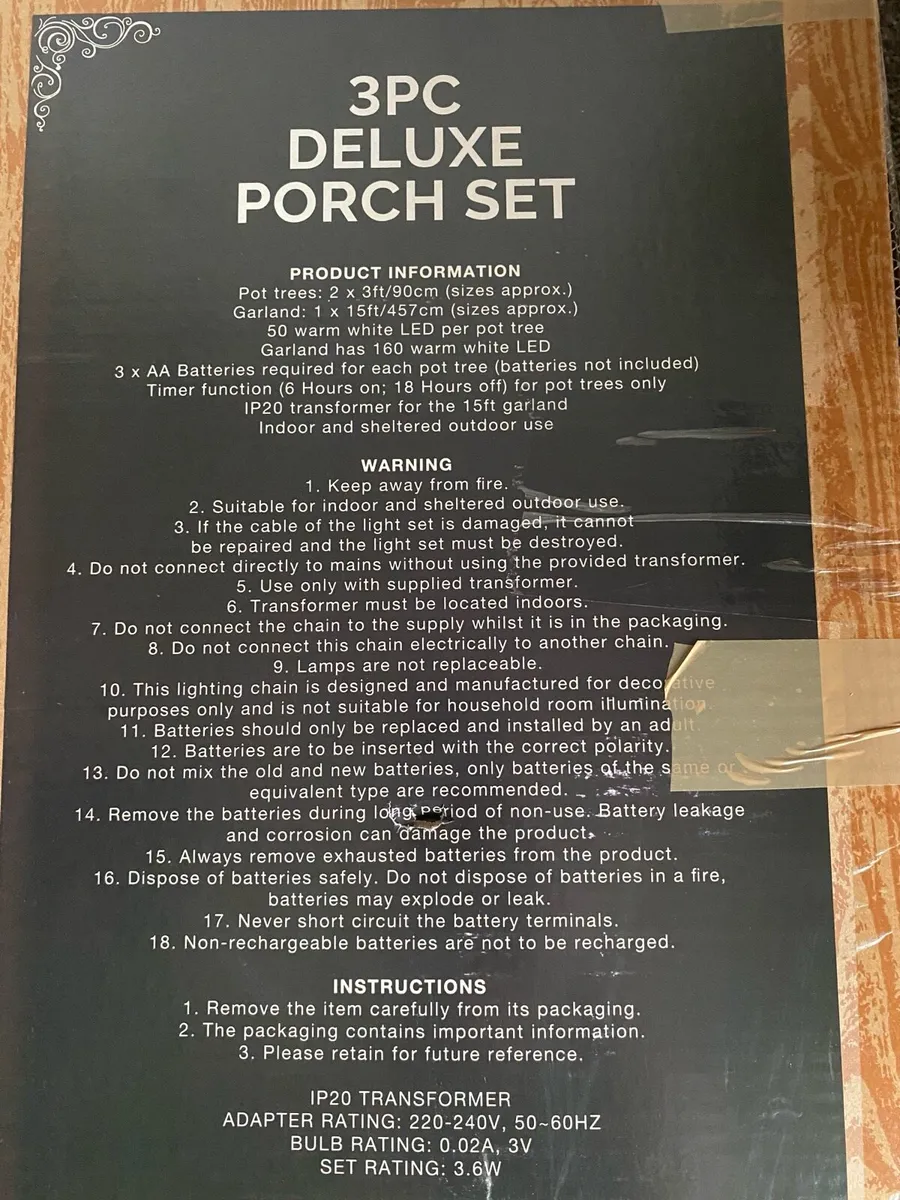 3PC
DELUXE
PORCH SET
PRODUCT INFORMATION
Pot trees: 2 x 3ft/90cm (sizes approx.)
Garland: 1 x 15ft/457cm (sizes approx.)
50 warm white LED per pot tree
Garland has 160 warm white LED
3 x AA Batteries required for each pot tree (batteries not included)
Timer function (6 Hours on; 18 Hours off) for pot trees only
IP20 transformer for the 15ft garland
Indoor and sheltered outdoor use
WARNING
1. Keep away from fire.
2. Suitable for indoor and sheltered outdoor use.
3. If the cable of the light set is damaged, it cannot
be repaired and the light set must be destroyed.
4. Do not connect directly to mains without using the provided transformer.
5. Use only with supplied transformer.
6. Transformer must be located indoors.
7. Do not connect the chain to the supply whilst it is in the packaging.
8. Do not connect this chain electrically to another chain.
9. Lamps are not replaceable.
10. This lighting chain is designed and manufactured for decorative
purposes only and is not suitable for household room illumination.
11. Batteries should only be replaced and installed by an adult.
12. Batteries are to be inserted with the correct polarity.
13. Do not mix the old and new batteries, only batteries of the same or
equivalent type are recommended.
14. Remove the batteries during long period of non-use. Battery leakage
and corrosion can damage the product.
15. Always remove exhausted batteries from the product.
16. Dispose of batteries safely. Do not dispose of batteries in a fire,
batteries may explode or leak.
17. Never short circuit the battery terminals.
18. Non-rechargeable batteries are not to be recharged.
INSTRUCTIONS
1. Remove the item carefully from its packaging.
2. The packaging contains important information.
3. Please retain for future reference.
IP20 TRANSFORMER
ADAPTER RATING: 220-240V, 50~60HZ
BULB RATING: 0.02A, 3V
SET RATING: 3.6W